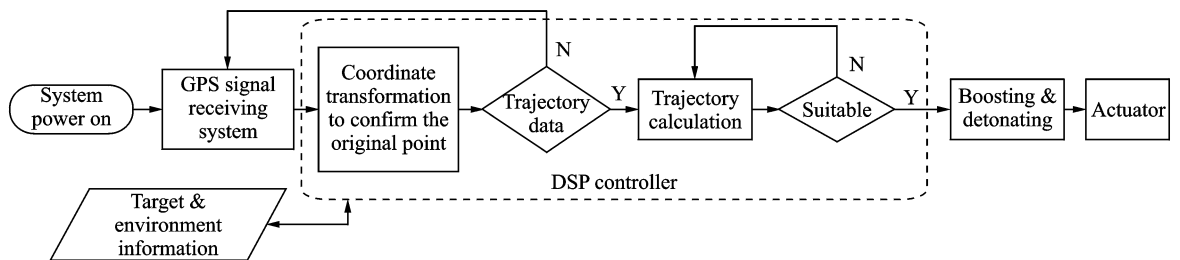 System
power on
GPS signal
receiving
system
Coordinate
transformation
to confirm the
original point
N
Trajectory
data
Y
Trajectory
calculation
N
Suitable
Y
Boosting &
detonating
Actuator
DSP controller
Target &
environment
information